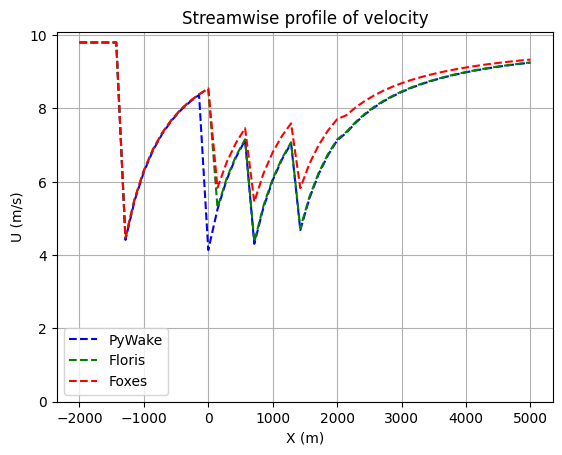 Streamwise profile of velocity
U (m/s)
10
8
6
4
2
0
PyWake
Floris
Foxes
−2000 −1000 0 1000 2000 3000 4000 5000
X (m)